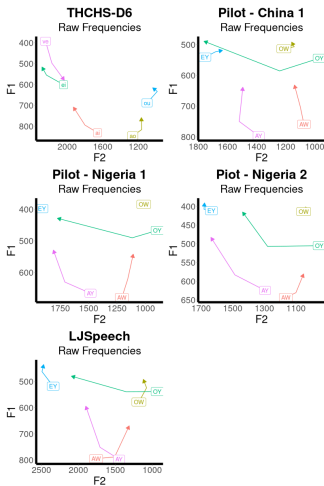 THCHS-D6
Raw Frequencies
F1
400
500
600
700
800
ve
ei
ai
ou
ao
2000
1600
1200
F2
Pilot - China 1
Raw Frequencies
F1
500
600
700
800
EY
OW
OY
AY
AW
1800
1600
1400
1200
1000
F2
Pilot - Nigeria 1
Raw Frequencies
F1
400
500
600
EY
OW
OY
AY
AW
1750
1500
1250
1000
F2
Piot - Nigeria 2
Raw Frequencies
F1
400
450
500
550
600
650
EY
OW
OY
AY
AW
1700
1500
1300
1100
F2
LJSpeech
Raw Frequencies
F1
500
600
700
800
EY
OY
OW
AW
AY
2500
2000
1500
1000
F2